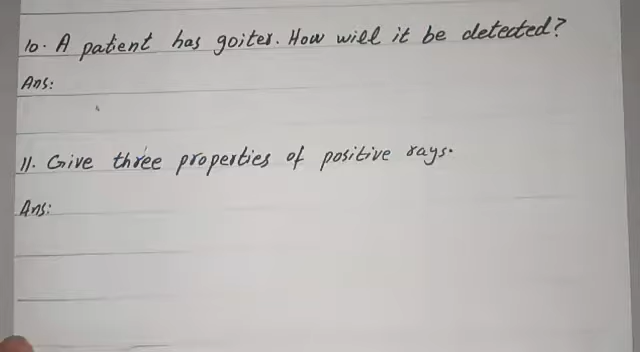 10. A patient has goiter. How will it be detected?
Ans:
11. Give three properties of positive rays.
Ans: